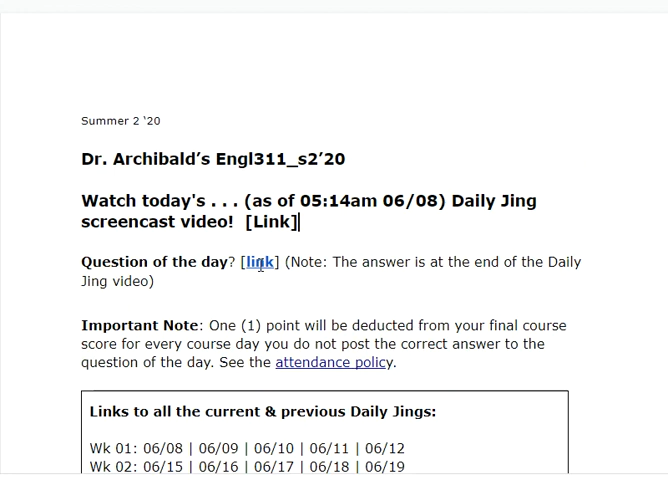 Summer 2 ‘20
Dr. Archibald’s Engl311_s2’20
Watch today's . . . (as of 05:14am 06/08) Daily Jing
screencast video!  [Link]
Question of the day? [link] (Note: The answer is at the end of the Daily
Jing video)
Important Note: One (1) point will be deducted from your final course
score for every course day you do not post the correct answer to the
question of the day. See the attendance policy.
Links to all the current & previous Daily Jings:
Wk 01: 06/08 | 06/09 | 06/10 | 06/11 | 06/12
Wk 02: 06/15 | 06/16 | 06/17 | 06/18 | 06/19